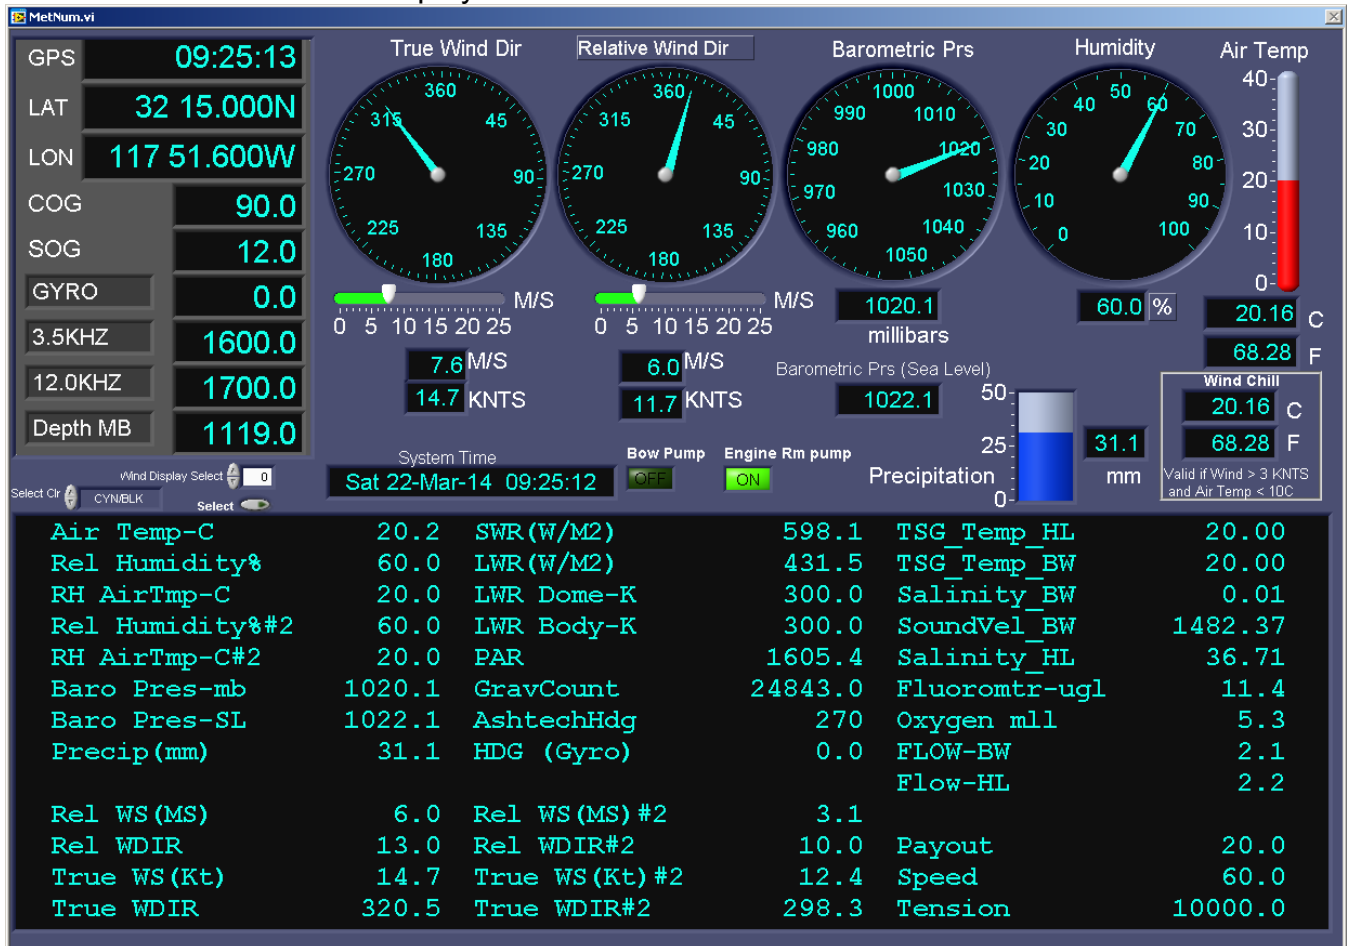 MetNum.vi
GPS 09:25:13
LAT 32 15.000N
LON 117 51.600W
COG 90.0
SOG 12.0
GYRO 0.0
3.5KHZ 1600.0
12.0KHZ 1700.0
Depth MB 1119.0
Wind Display Select 0
Select Clr CYN/BLK Select
True Wind Dir
360
315 45
270 90
225 135
180
M/S
0 5 10 15 20 25
7.6 M/S
14.7 KNTS
Relative Wind Dir
360
315 45
270 90
225 135
180
M/S
0 5 10 15 20 25
6.0 M/S
11.7 KNTS
Barometric Prs
1000
990 1010
980 1020
970 1030
960 1040
1050
1020.1
millibars
Barometric Prs (Sea Level)
1022.1
Humidity
50
40 60
30 70
20 80
10 90
0 100
60.0 %
Air Temp
40
30
20
10
0
20.16 C
68.28 F
Wind Chill
20.16 C
68.28 F
Valid if Wind > 3 KNTS
and Air Temp < 10C
System Time
Sat 22-Mar-14 09:25:12
Bow Pump
OFF
Engine Rm pump
ON
Precipitation
50
25
0
31.1
mm
Air Temp-C 20.2 SWR(W/M2) 598.1 TSG_Temp_HL 20.00
Rel Humidity% 60.0 LWR(W/M2) 431.5 TSG_Temp_BW 20.00
RH AirTmp-C 20.0 LWR Dome-K 300.0 Salinity_BW 0.01
Rel Humidity%#2 60.0 LWR Body-K 300.0 SoundVel_BW 1482.37
RH AirTmp-C#2 20.0 PAR 1605.4 Salinity_HL 36.71
Baro Pres-mb 1020.1 GravCount 24843.0 Fluoromtr-ugl 11.4
Baro Pres-SL 1022.1 AshtechHdg 270 Oxygen mll 5.3
Precip(mm) 31.1 HDG (Gyro) 0.0 FLOW-BW 2.1
Flow-HL 2.2
Rel WS(MS) 6.0 Rel WS(MS)#2 3.1
Rel WDIR 13.0 Rel WDIR#2 10.0 Payout 20.0
True WS(Kt) 14.7 True WS(Kt)#2 12.4 Speed 60.0
True WDIR 320.5 True WDIR#2 298.3 Tension 10000.0